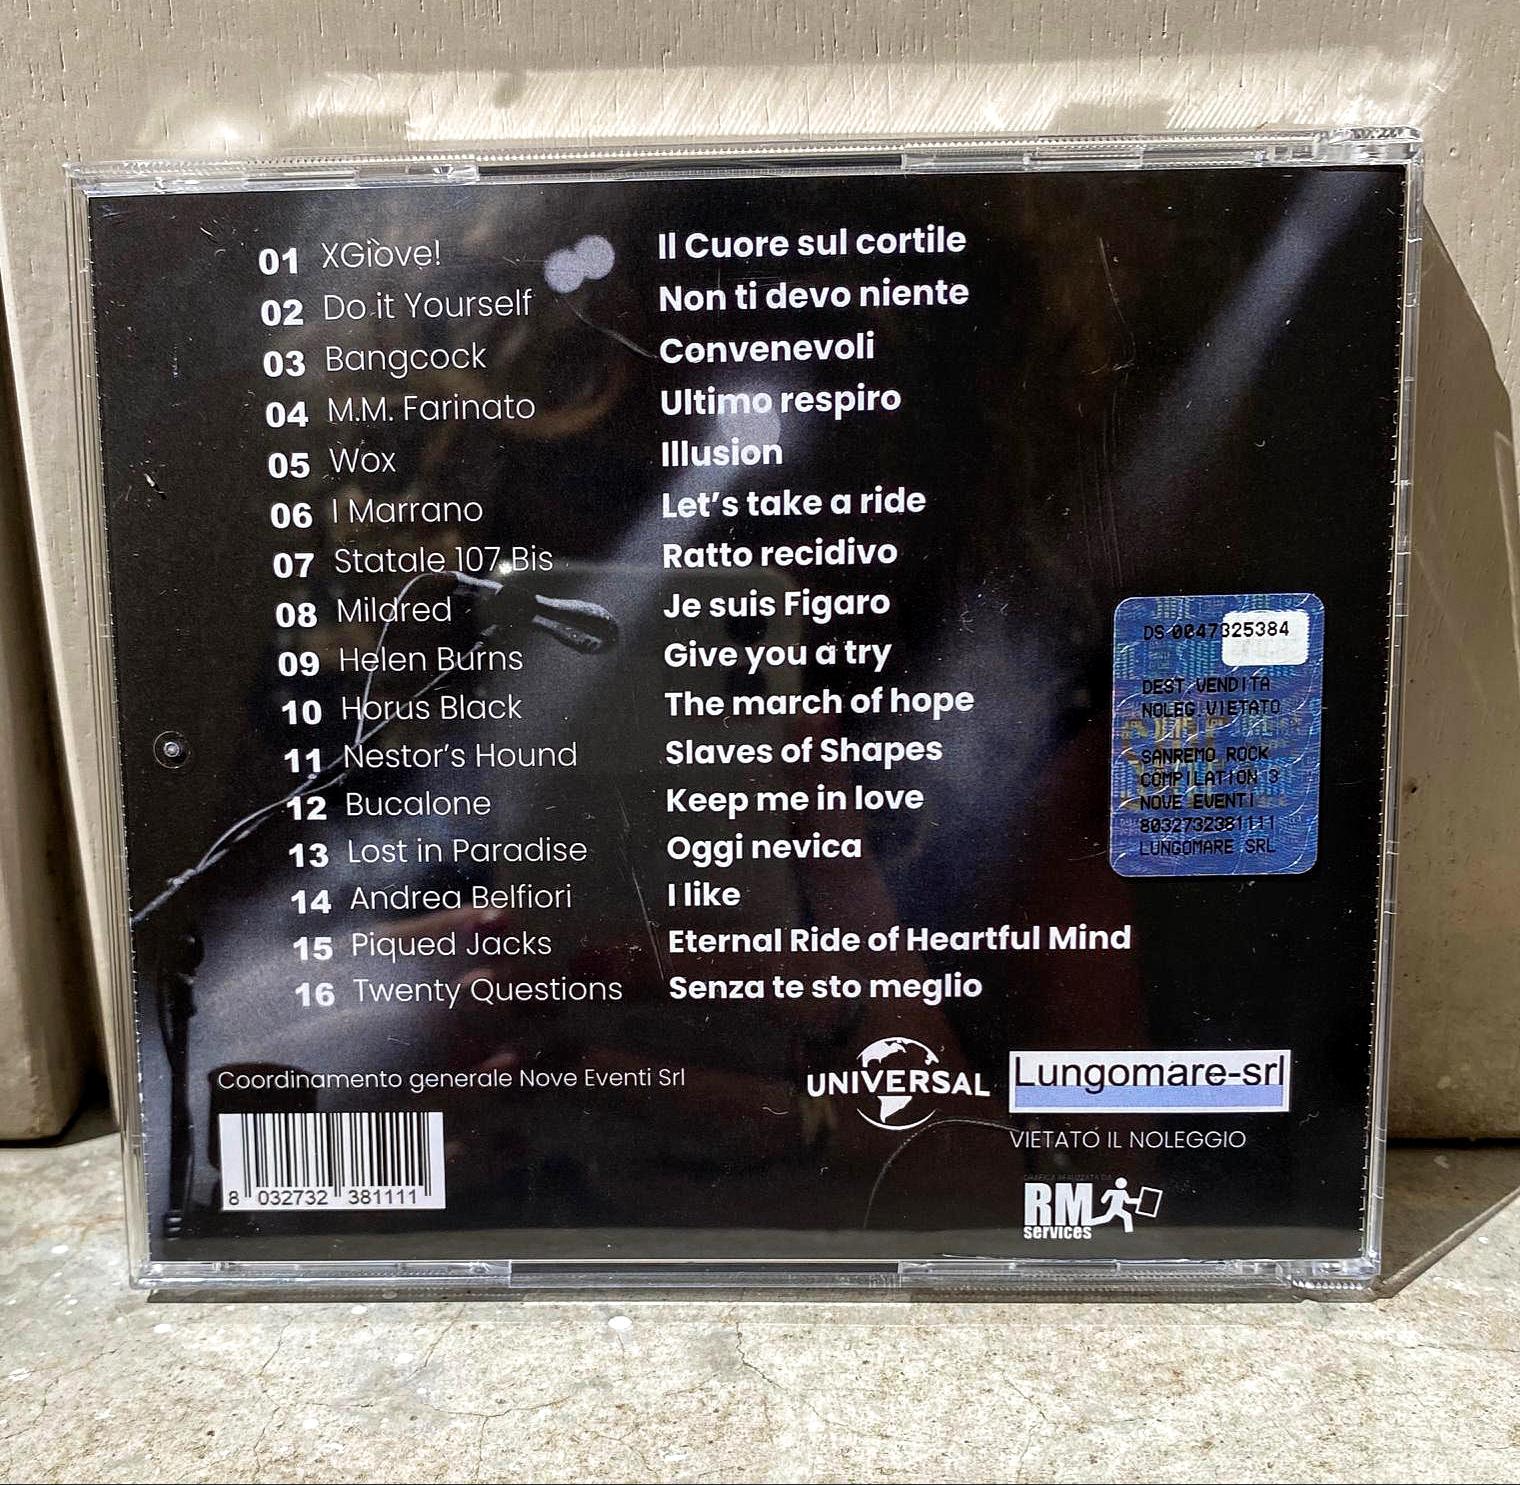 01 XGiove! Il Cuore sul cortile
02 Do it Yourself Non ti devo niente
03 Bangcock Convenevoli
04 M.M. Farinato Ultimo respiro
05 Wox Illusion
06 I Marrano Let's take a ride
07 Statale 107 Bis Ratto recidivo
08 Mildred Je suis Figaro
09 Helen Burns Give you a try
10 Horus Black The march of hope
11 Nestor's Hound Slaves of Shapes
12 Bucalone Keep me in love
13 Lost in Paradise Oggi nevica
14 Andrea Belfiori I like
15 Piqued Jacks Eternal Ride of Heartful Mind
16 Twenty Questions Senza te sto meglio
DS 0047325384
DEST.VENDITA
NOLEG.VIETATO
SANREMO ROCK
COMPILATION 3
NOVE EVENTI
8032732381111
LUNGOMARE SRL
Coordinamento generale Nove Eventi Srl
8 032732 381111
UNIVERSAL
Lungomare-srl
VIETATO IL NOLEGGIO
RM
services